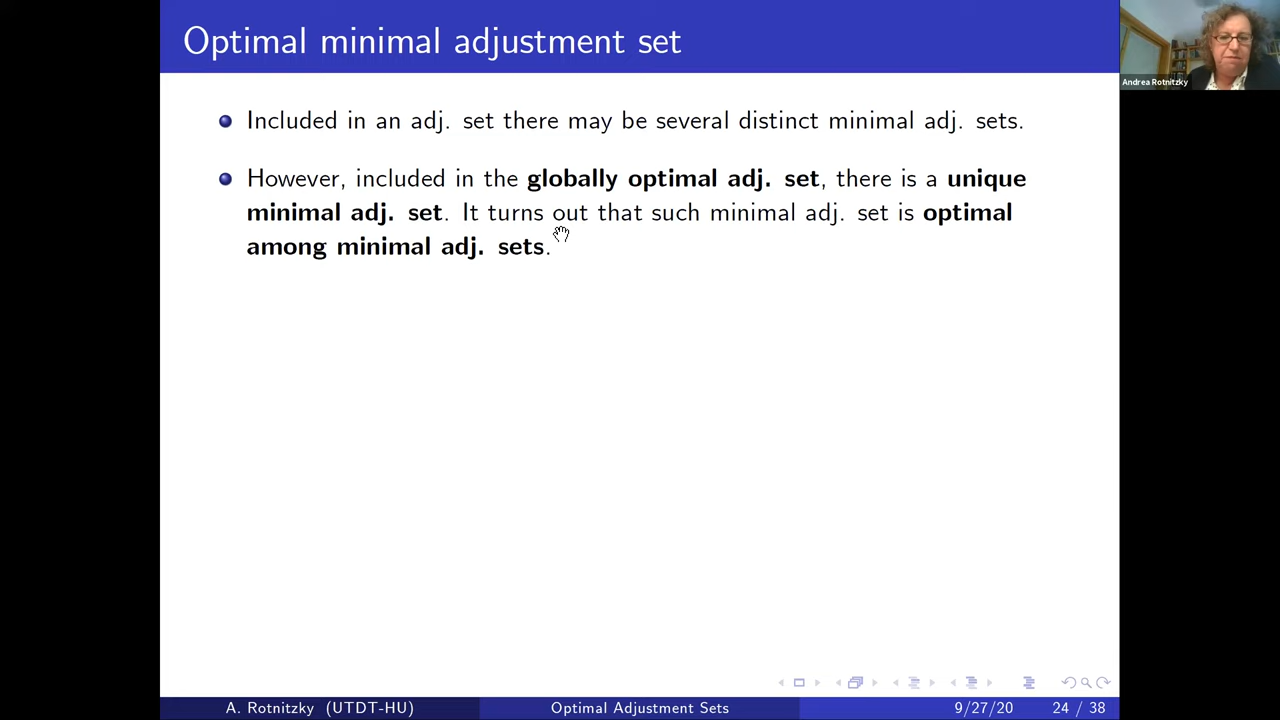 Optimal minimal adjustment set
Andrea Rotnitzky
Included in an adj. set there may be several distinct minimal adj. sets.
However, included in the globally optimal adj. set, there is a unique
minimal adj. set. It turns out that such minimal adj. set is optimal
among minimal adj. sets.
A. Rotnitzky (UTDT-HU)
Optimal Adjustment Sets
9/27/20
24 / 38